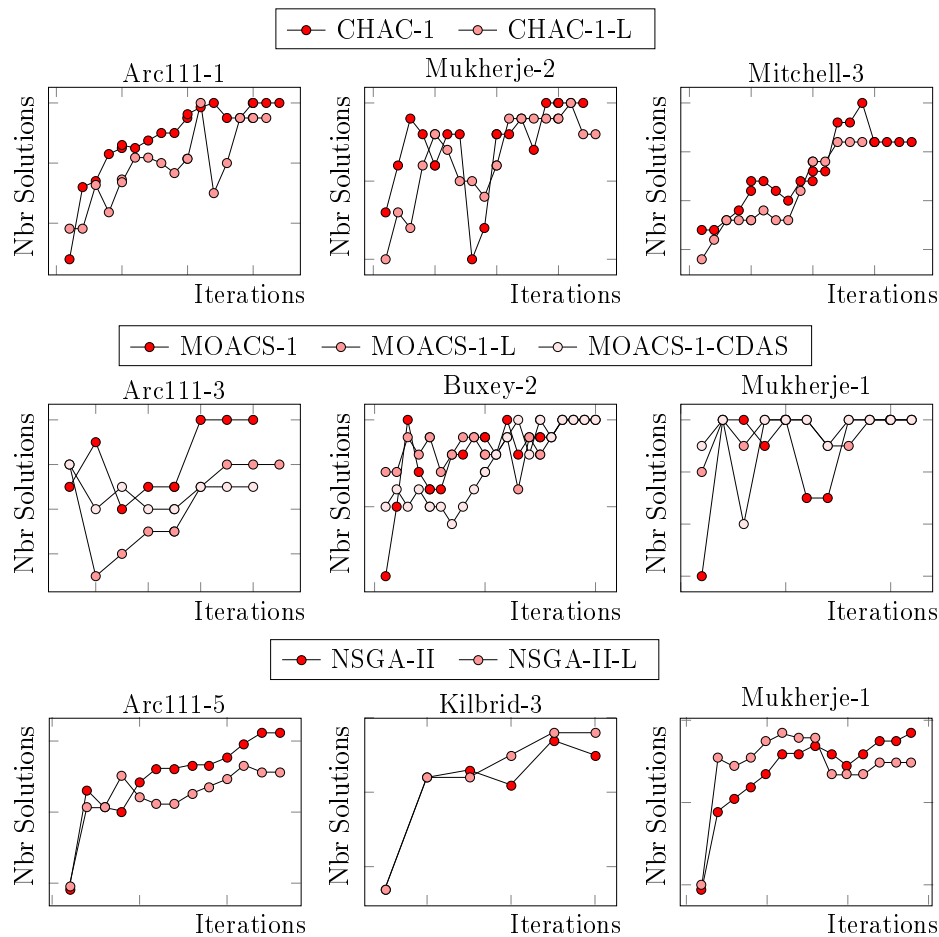 CHAC-1 CHAC-1-L
Arc111-1 Mukherje-2 Mitchell-3
Nbr Solutions Nbr Solutions Nbr Solutions
Iterations Iterations Iterations
MOACS-1 MOACS-1-L MOACS-1-CDAS
Arc111-3 Buxey-2 Mukherje-1
Nbr Solutions Nbr Solutions Nbr Solutions
Iterations Iterations Iterations
NSGA-II NSGA-II-L
Arc111-5 Kilbrid-3 Mukherje-1
Nbr Solutions Nbr Solutions Nbr Solutions
Iterations Iterations Iterations